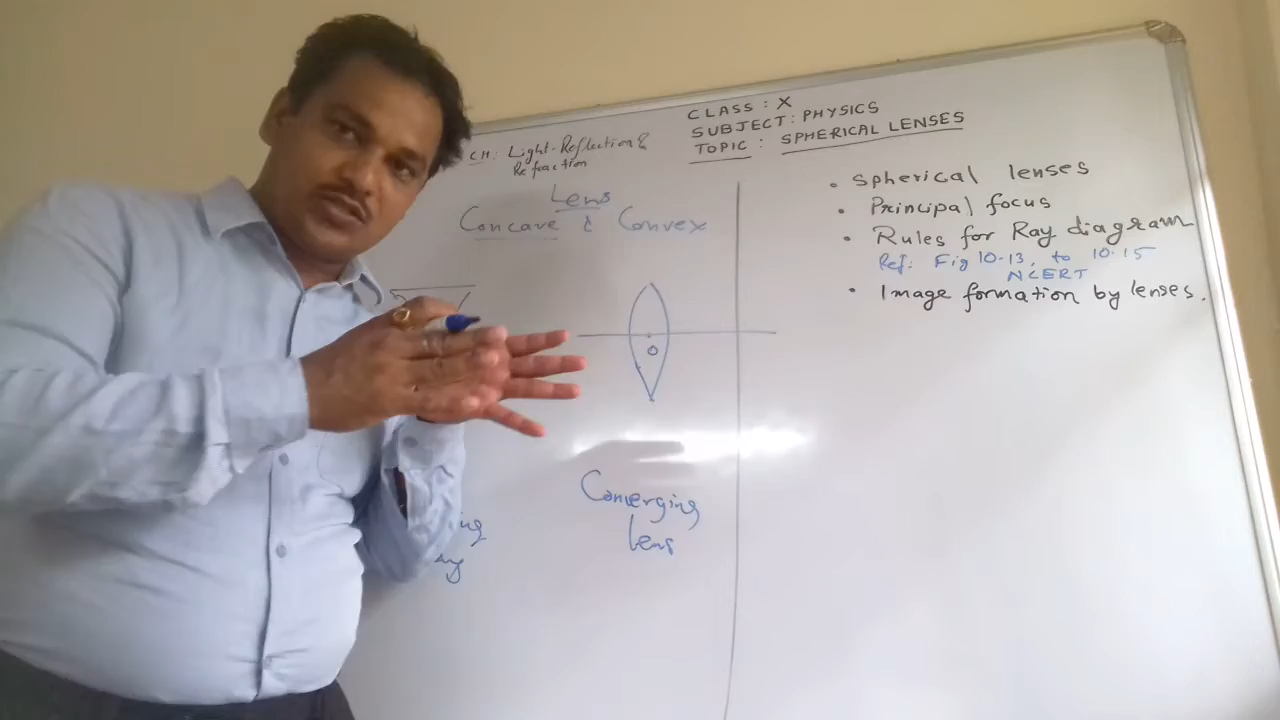 CLASS : X
SUBJECT: PHYSICS
TOPIC : SPHERICAL LENSES
CH: Light-Reflection &
Refraction
Lens
Concave & Convex
O
Converging
lens
• Spherical lenses
• Principal focus
• Rules for Ray diagram
Ref: Fig 10.13, to 10.15
NCERT
• Image formation by lenses.